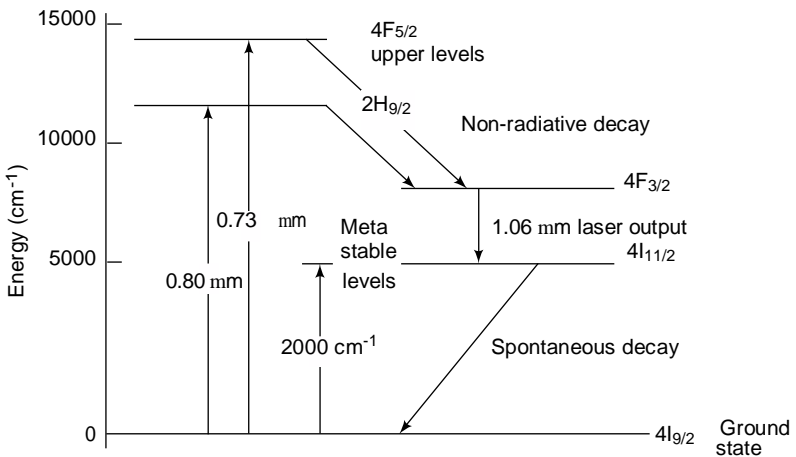 15000
4F5/2
upper levels
2H9/2
10000
Non-radiative decay
4F3/2
Energy (cm-1)
0.73 mm
Meta
stable
levels
1.06 mm laser output
5000
4I11/2
0.80 mm
2000 cm-1
Spontaneous decay
0
4I9/2
Ground
state